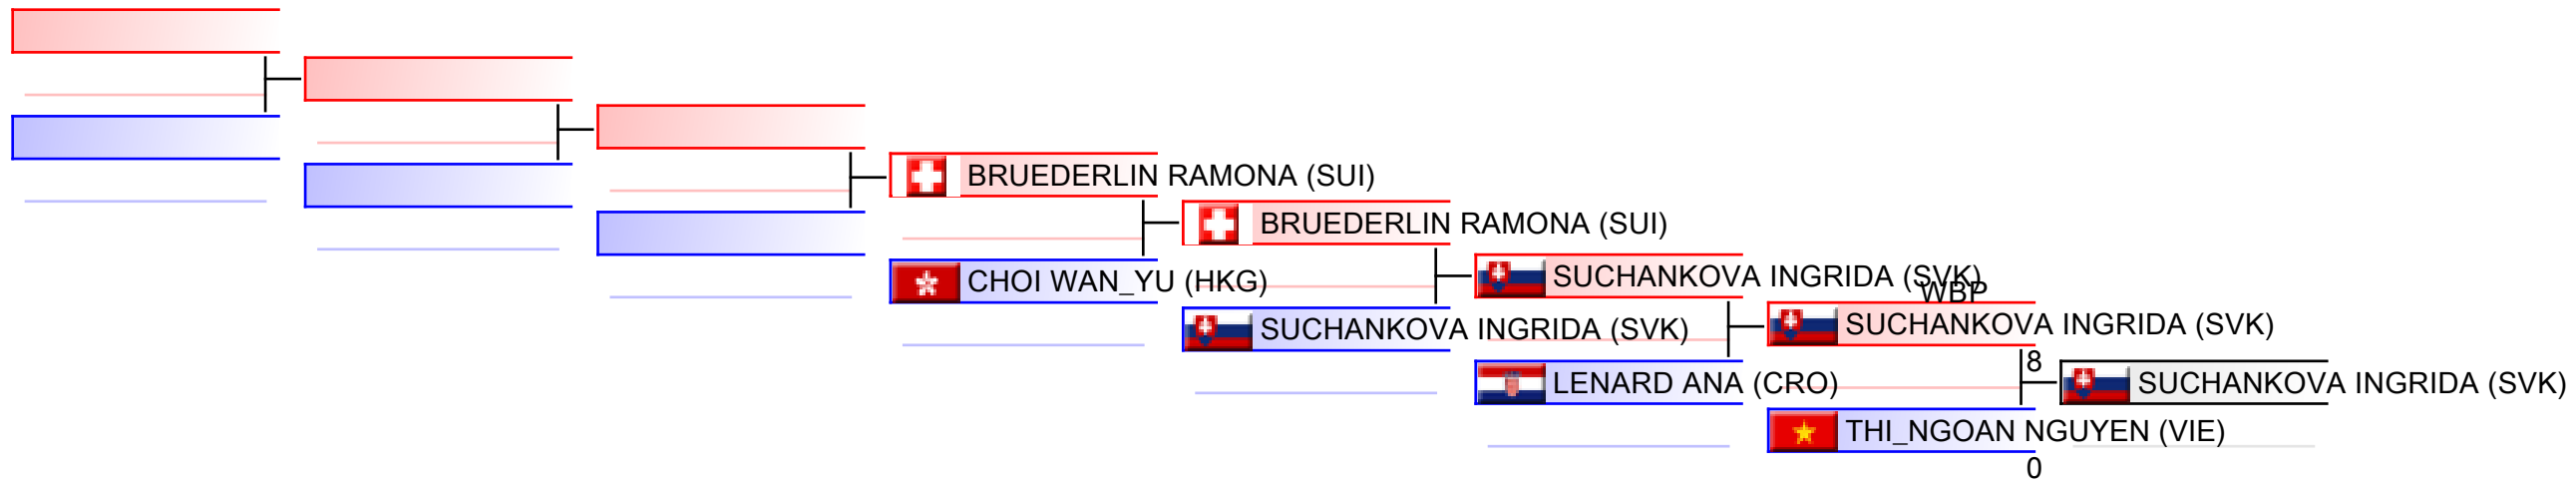 BRUEDERLIN RAMONA (SUI)
CHOI WAN_YU (HKG)
BRUEDERLIN RAMONA (SUI)
SUCHANKOVA INGRIDA (SVK)
SUCHANKOVA INGRIDA (SVK)
LENARD ANA (CRO)
WBP
SUCHANKOVA INGRIDA (SVK)
8
THI_NGOAN NGUYEN (VIE)
0
SUCHANKOVA INGRIDA (SVK)